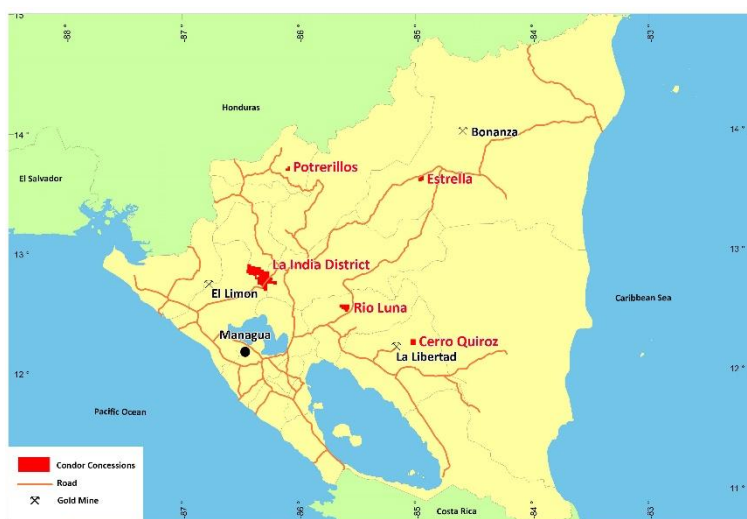 15
-88 °
-87 °
-86 °
-85 °
-84 °
-83 °
Honduras
14 °
Bonanza
14 °
Potrerillos
El Salvador
Estrella
13 °
La India District
13 °
El Limon
Rio Luna
Caribbean Sea
Managua
Cerro Quiroz
La Libertad
12 °
12 °
Pacific Ocean
Condor Concessions
Road
Gold Mine
11 °
-87 °
-86 °
-85 °
-84 °
-83 °
Costa Rica